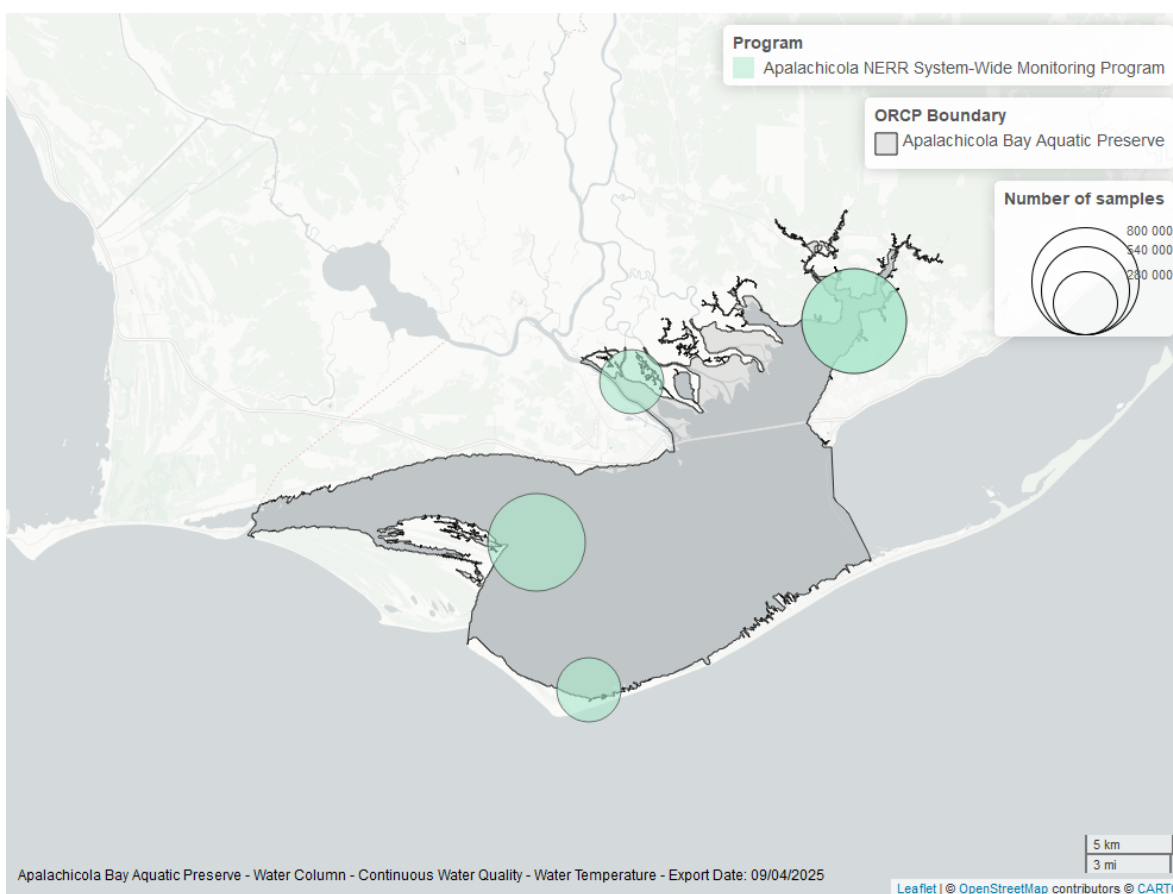 Program
Apalachicola NERR System-Wide Monitoring Program
ORCP Boundary
Apalachicola Bay Aquatic Preserve
Number of samples
800 000
540 000
280 000
5 km
3 mi
Apalachicola Bay Aquatic Preserve - Water Column - Continuous Water Quality - Water Temperature - Export Date: 09/04/2025
Leaflet | © OpenStreetMap contributors © CART